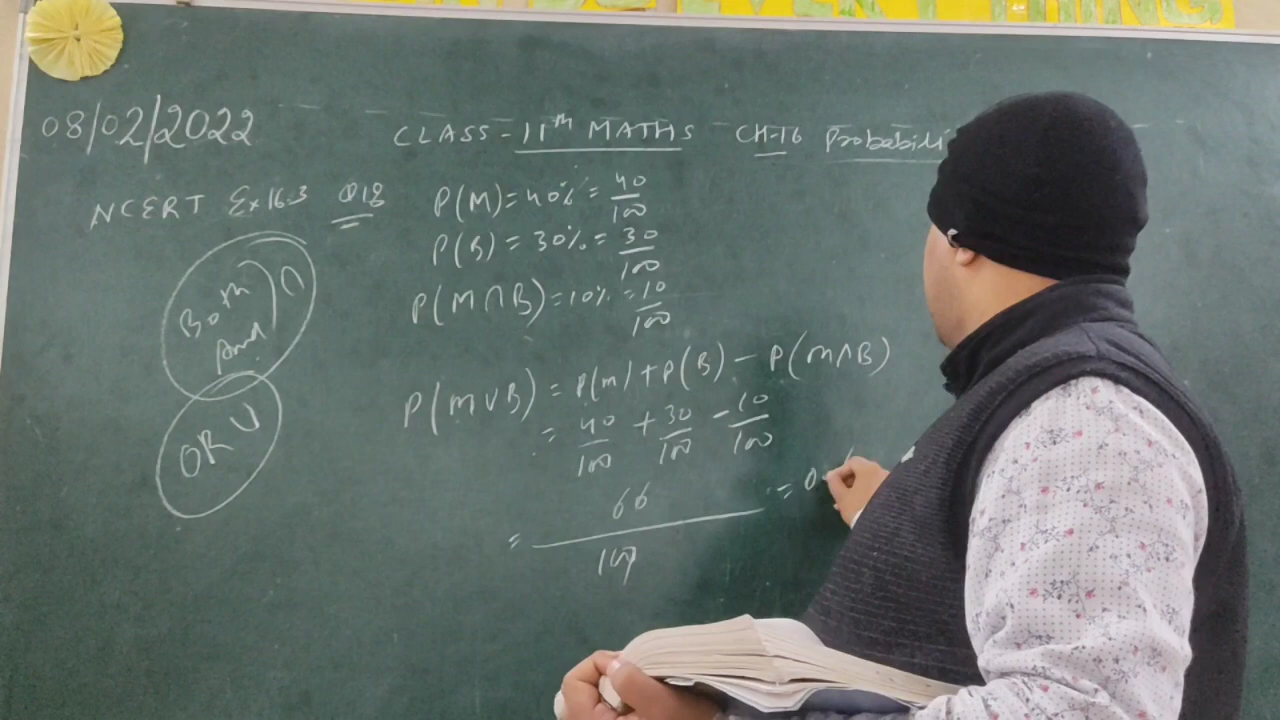 08/02/2022
CLASS - 11th MATHS CH-16 Probabili
NCERT Ex 16.3 Q18
P(M) = 40% = 40/100
P(B) = 30% = 30/100
P(M∩B) = 10% = 10/100
Both ∩
And
OR ∪
P(M∪B) = P(M) + P(B) - P(M∩B)
= 40/100 + 30/100 - 10/100
= 60/100 = 0.